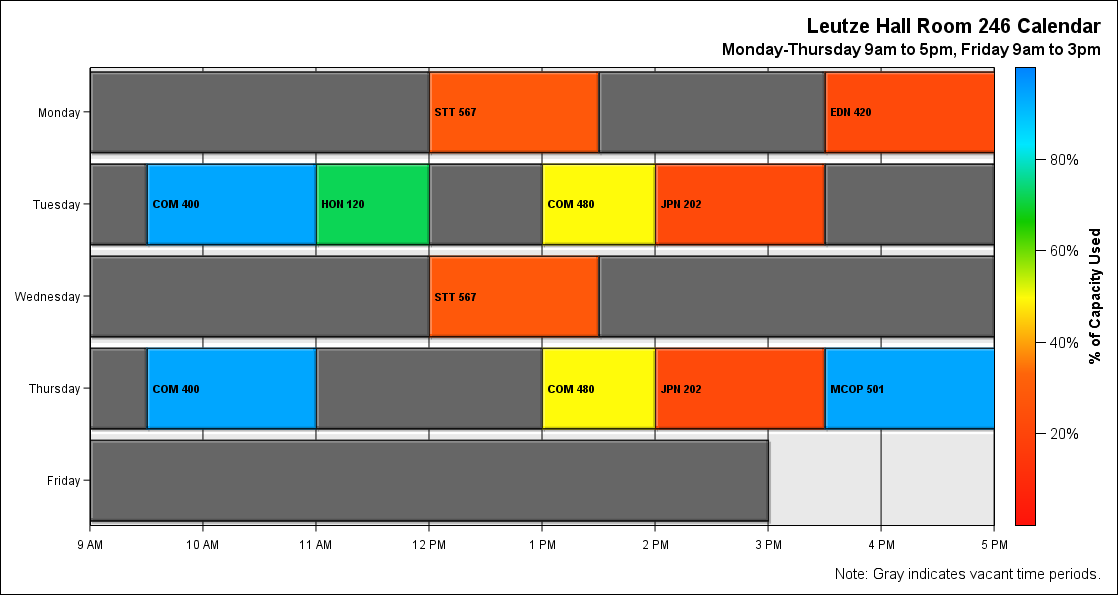 Leutze Hall Room 246 Calendar
Monday-Thursday 9am to 5pm, Friday 9am to 3pm
Monday
STT 567
EDN 420
Tuesday
COM 400
HON 120
COM 480
JPN 202
Wednesday
STT 567
Thursday
COM 400
COM 480
JPN 202
MCOP 501
Friday
9 AM
10 AM
11 AM
12 PM
1 PM
2 PM
3 PM
4 PM
5 PM
80%
60%
40%
20%
% of Capacity Used
Note: Gray indicates vacant time periods.